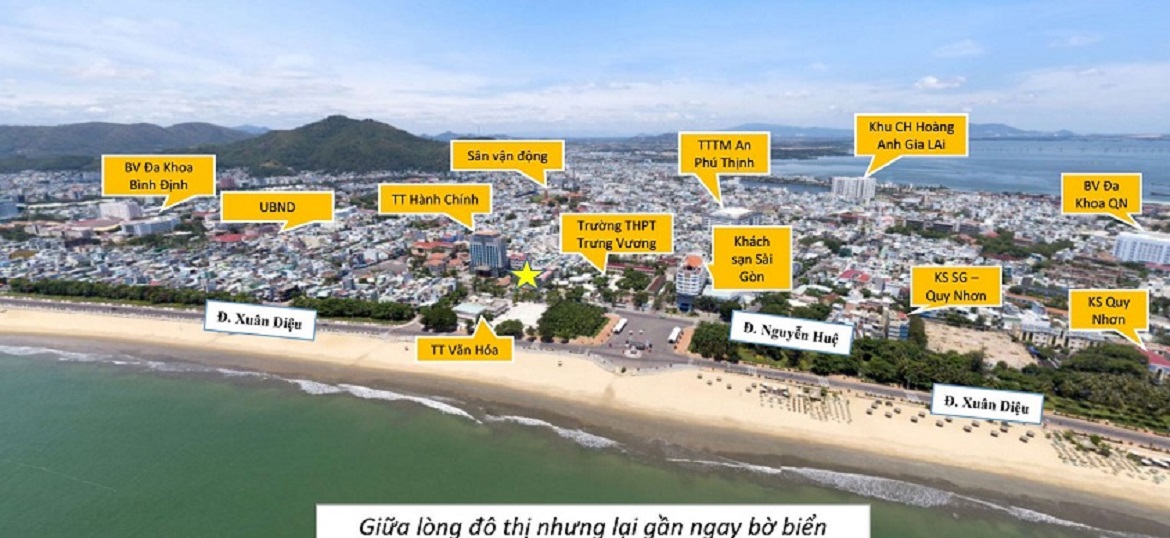 BV Đa Khoa
Bình Định
UBND
TT Hành Chính
Sân vận động
TTTM An
Phú Thịnh
Khu CH Hoàng
Anh Gia LAi
BV Đa
Khoa QN
Trường THPT
Trưng Vương
Khách
sạn Sài
Gòn
KS SG –
Quy Nhơn
KS Quy
Nhơn
Đ. Xuân Diệu
TT Văn Hóa
Đ. Nguyễn Huệ
Đ. Xuân Diệu
Giữa lòng đô thị nhưng lại gần ngay bờ biển